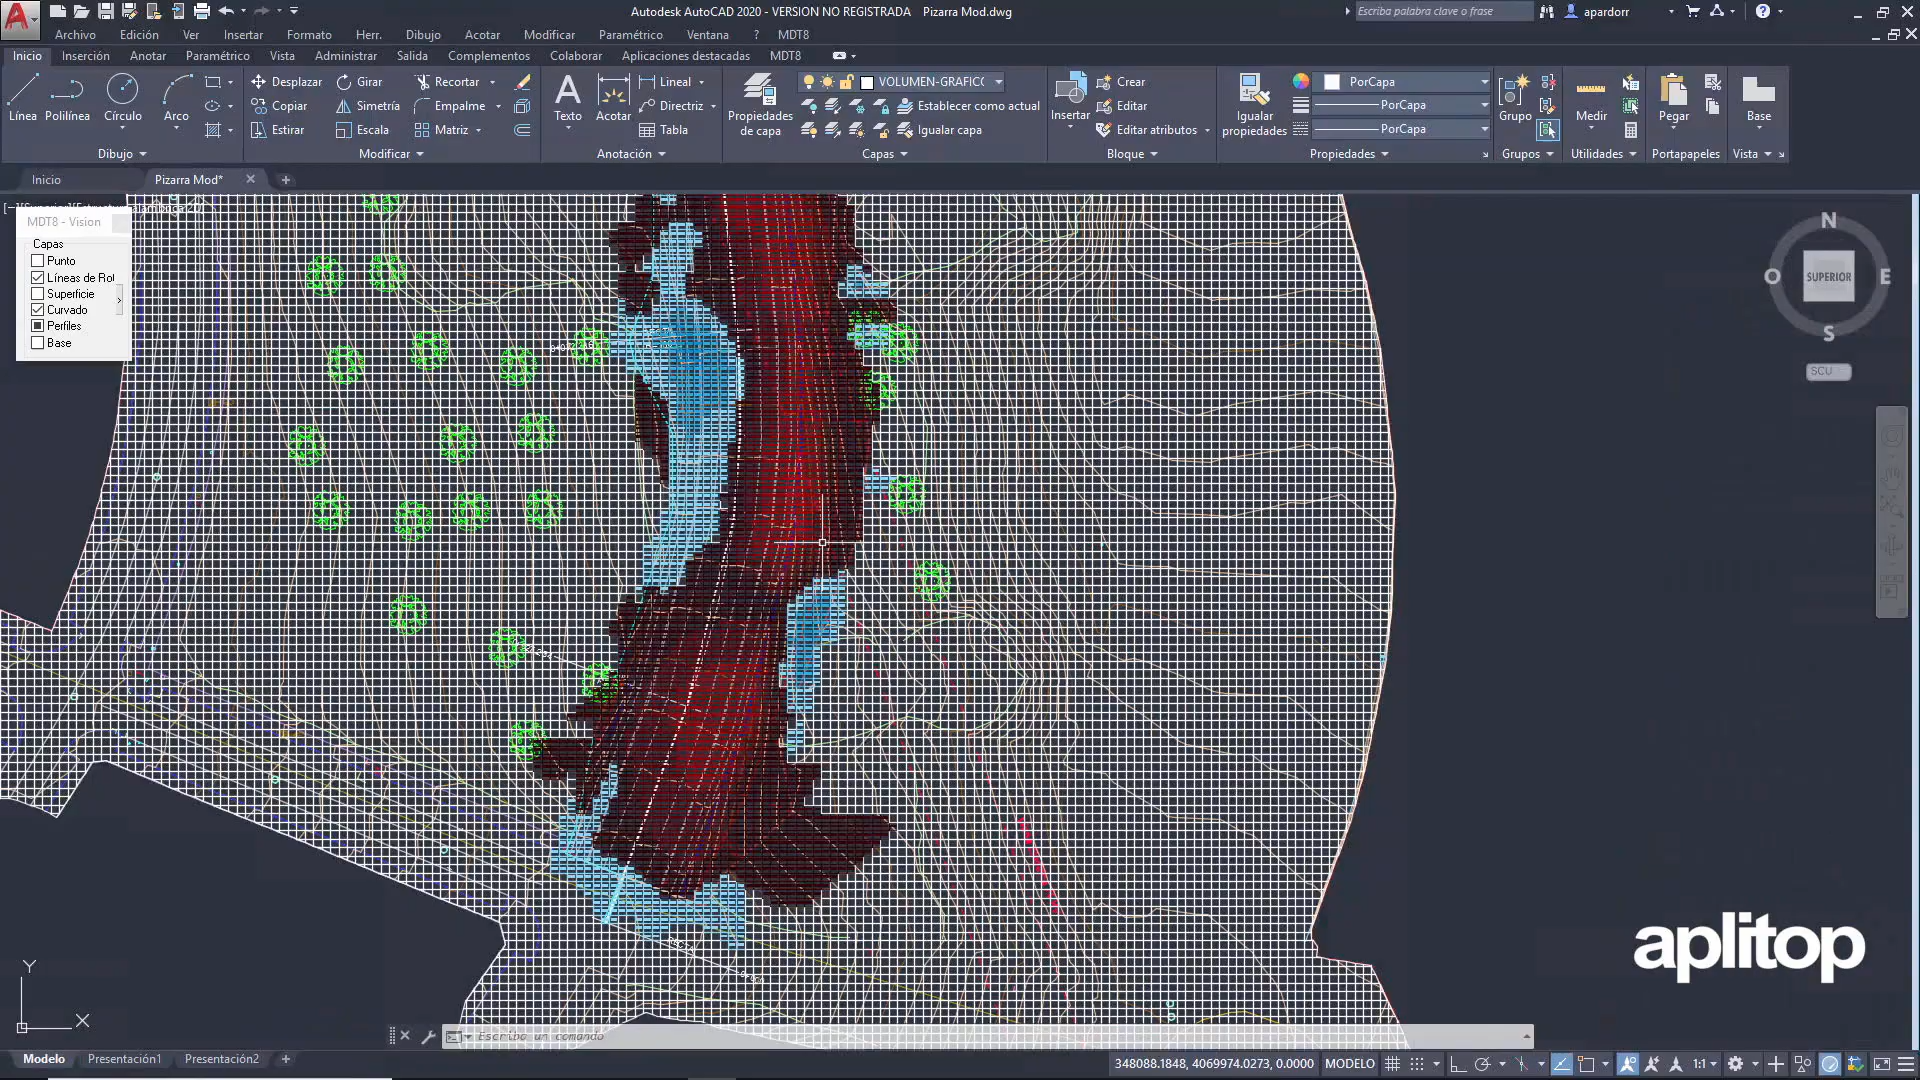 Autodesk AutoCAD 2020 - VERSION NO REGISTRADA Pizarra Mod.dwg
Escriba palabra clave o frase
apardorr
Archivo Edición Ver Insertar Formato Herr. Dibujo Acotar Modificar Paramétrico Ventana ? MDT8
Inicio Inserción Anotar Paramétrico Vista Administrar Salida Complementos Colaborar Aplicaciones destacadas MDT8
Desplazar Girar Recortar Lineal VOLUMEN-GRAFICO Crear PorCapa
Copiar Simetría Empalme Directriz Establecer como actual Editar PorCapa
Línea Polilínea Círculo Arco Texto Acotar Propiedades de capa Insertar Igualar propiedades Grupo Medir Pegar Base
Estirar Escala Matriz Tabla Igualar capa Editar atributos PorCapa
Dibujo Modificar Anotación Capas Bloque Propiedades Grupos Utilidades Portapapeles Vista
Inicio Pizarra Mod*
MDT8 - Vision
Capas
Punto
Líneas de Rot
Superficie
Curvado
Perfiles
Base
N
O SUPERIOR E
S
SCU
RECTA
aplitop
Y
X
Escriba un comando
Modelo Presentación1 Presentación2
348088.1848, 4069974.0273, 0.0000 MODELO 1:1